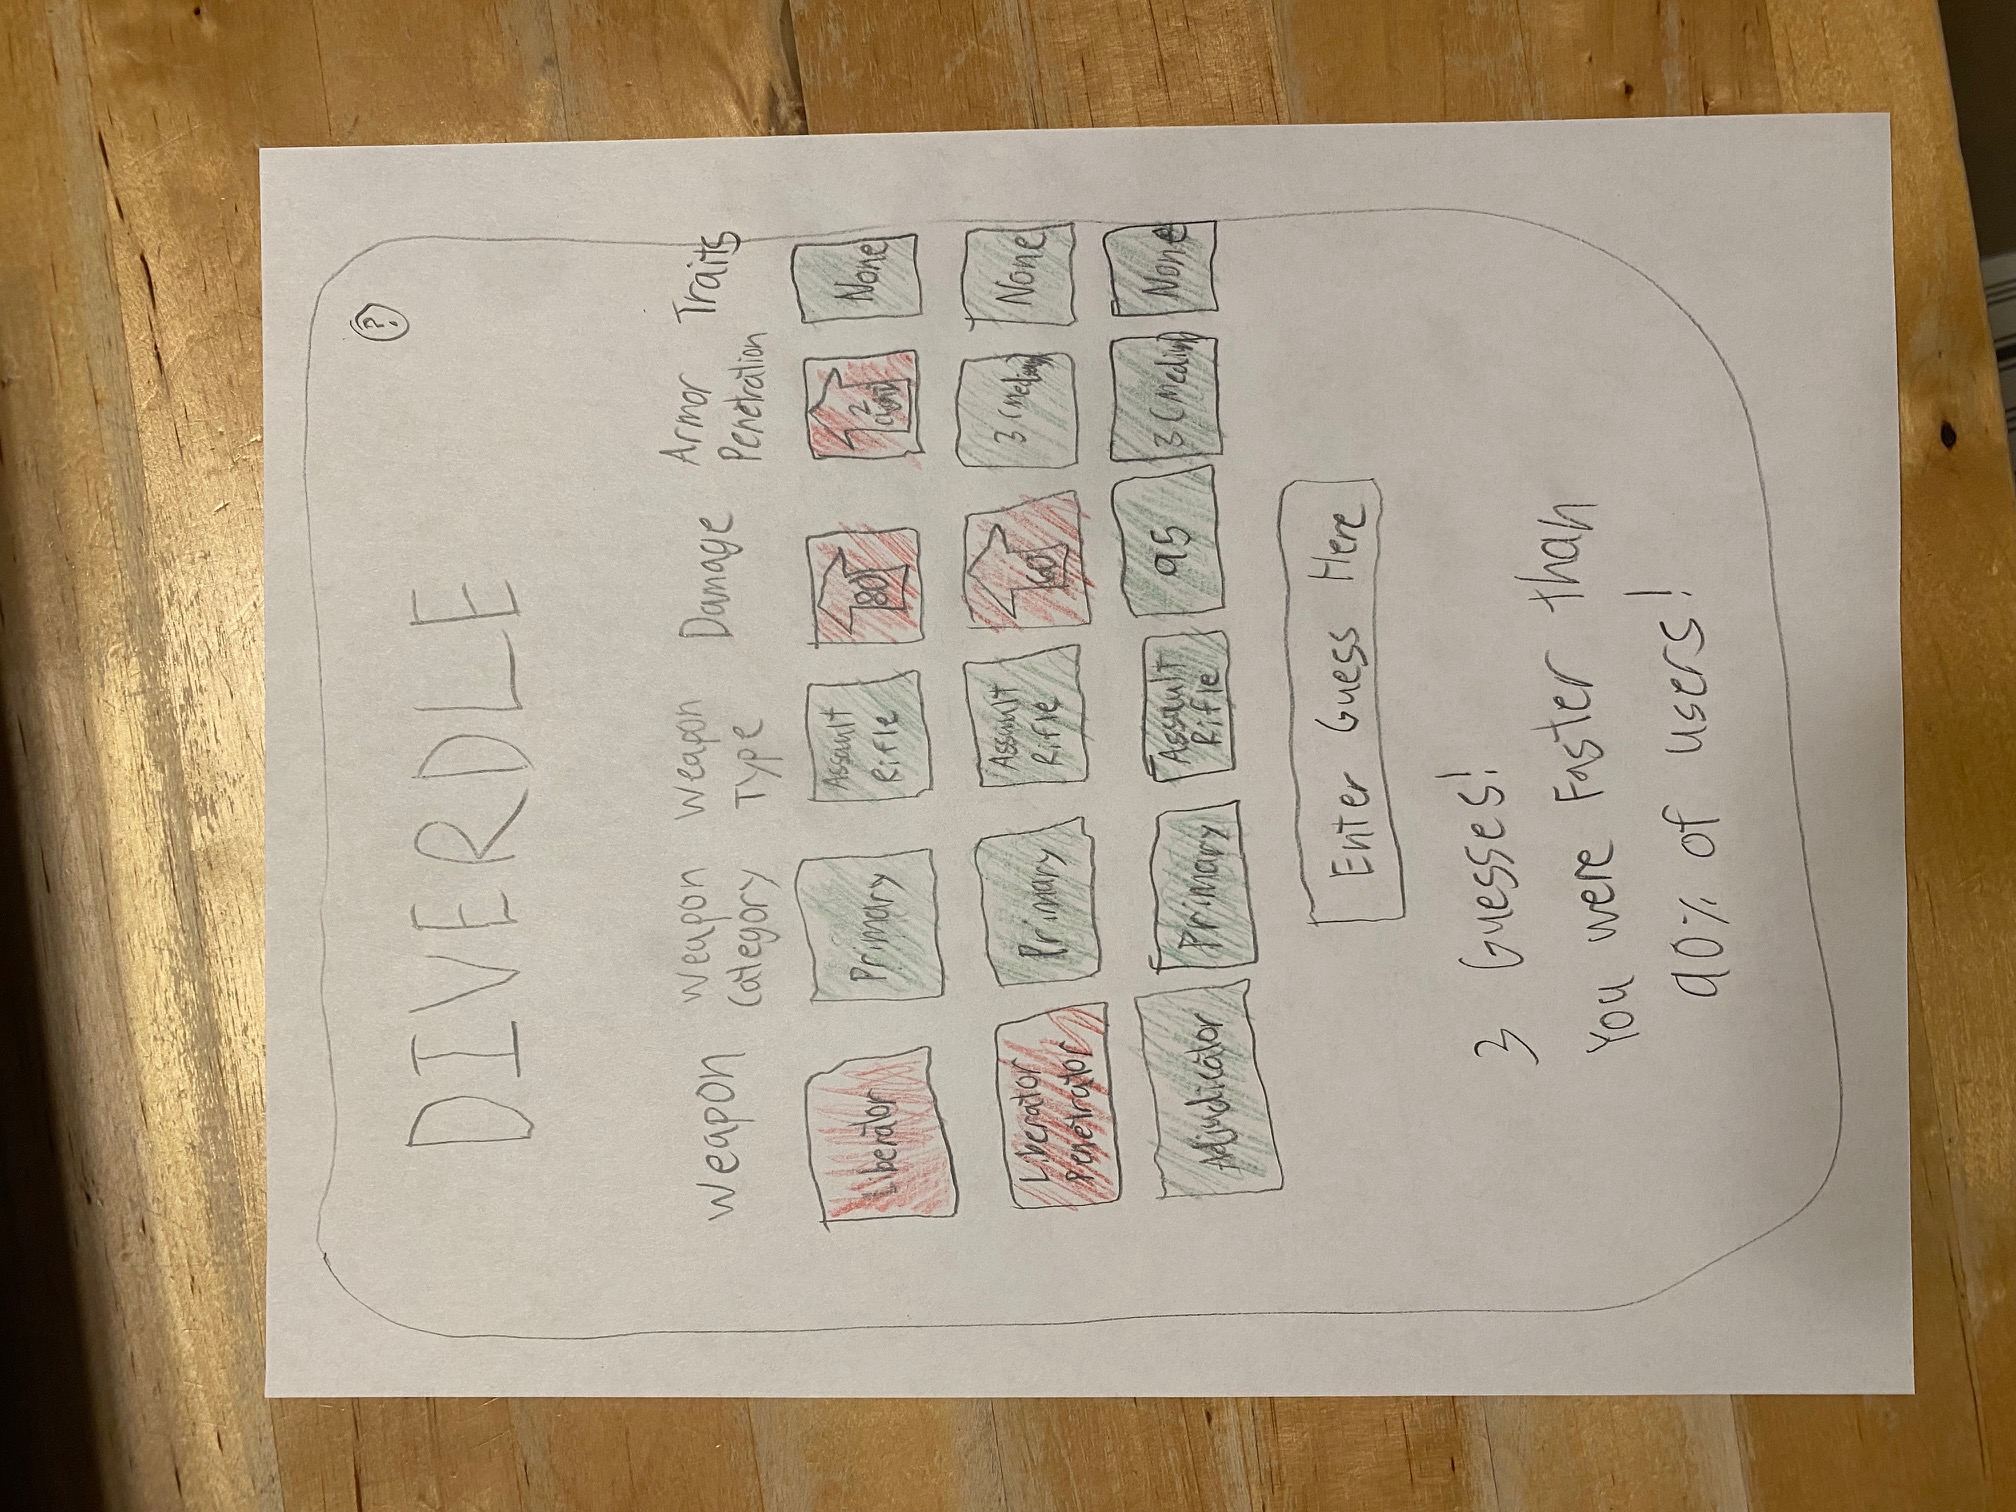 ?
DIVERDLE
Weapon
Weapon
Category
Weapon
Type
Damage
Armor
Penetration
Traits
Liberator
Primary
Assault
Rifle
80
2
None
Liberator
Penetrator
Primary
Assault
Rifle
60
3 (Medium)
None
Adjudicator
Primary
Assault
Rifle
95
3 (Medium)
None
Enter Guess Here
3 Guesses!
You were Faster than
90% of users!